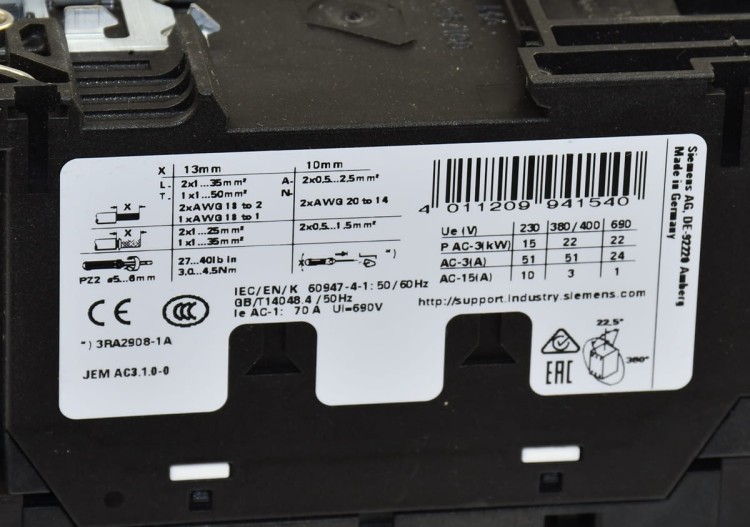 X 13mm 10mm
L- 2x1...35mm² A- 2x0,5...2,5mm²
T- 1x1...50mm² N-
2xAWG 18 to 2 2xAWG 20 to 14
1xAWG 18 to 1
X
X 2x1...25mm² 2x0,5...1,5mm²
1x1...35mm²
27...40lb in *)
PZ2 ø5...6mm 3,0...4,5Nm
CE CCC
IEC/EN/K 60947-4-1: 50/60Hz
GB/T14048.4 / 50Hz
Ie AC-1: 70A Ui=690V
*) 3RA2908-1A
JEM AC3.1.0-0
4 011209 941540
Ue (V) 230 380/400 690
P AC-3(kW) 15 22 22
AC-3(A) 51 51 24
AC-15(A) 10 3 1
http://support.industry.siemens.com
22,5°
360°
EAC
Siemens AG, DE-92220 Amberg
Made in Germany